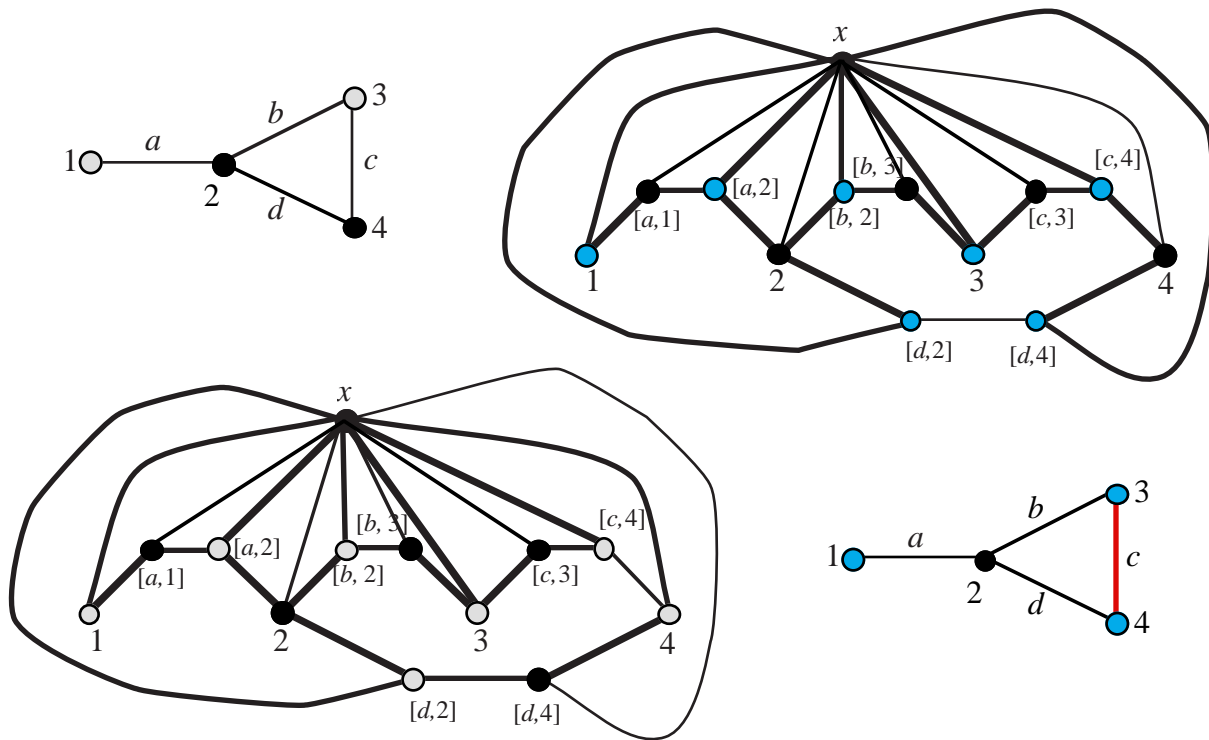 x
3
b
1 a c
2 d
4
[b, 3] [c,4]
[a,2]
[a,1] [b, 2] [c,3]
1 2 3 4
[d,2] [d,4]
x
[b, 3] [c,4]
[a,2]
[a,1] [b, 2] [c,3]
1 2 3 4
[d,2] [d,4]
3
b
1 a c
2 d
4